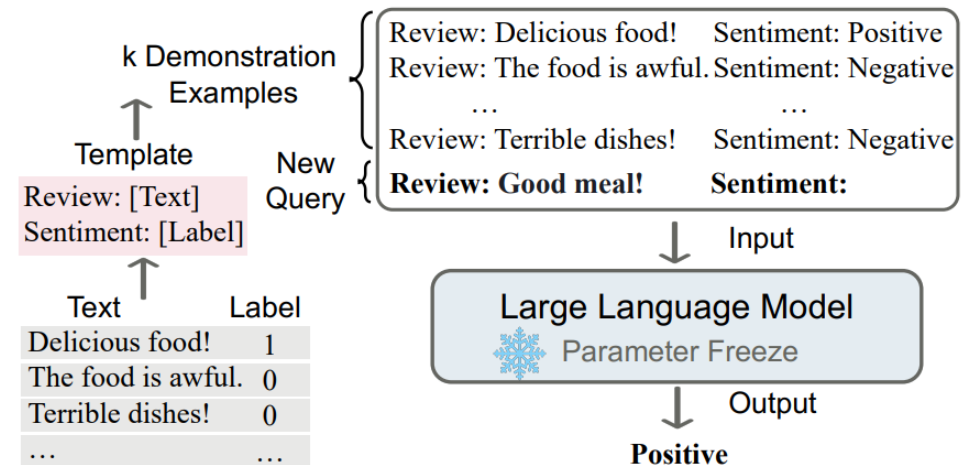 k Demonstration
Examples
Review: Delicious food! Sentiment: Positive
Review: The food is awful. Sentiment: Negative
… …
Review: Terrible dishes! Sentiment: Negative
New
Query
Review: Good meal! Sentiment:
Template
Review: [Text]
Sentiment: [Label]
Text Label
Delicious food! 1
The food is awful. 0
Terrible dishes! 0
… …
Input
Large Language Model
Parameter Freeze
Output
Positive